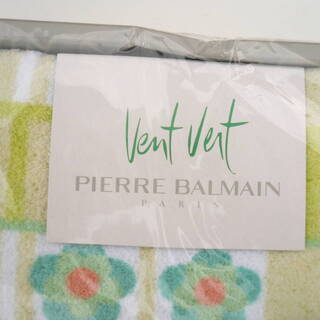 Vent Vert
PIERRE BALMAIN
PARIS